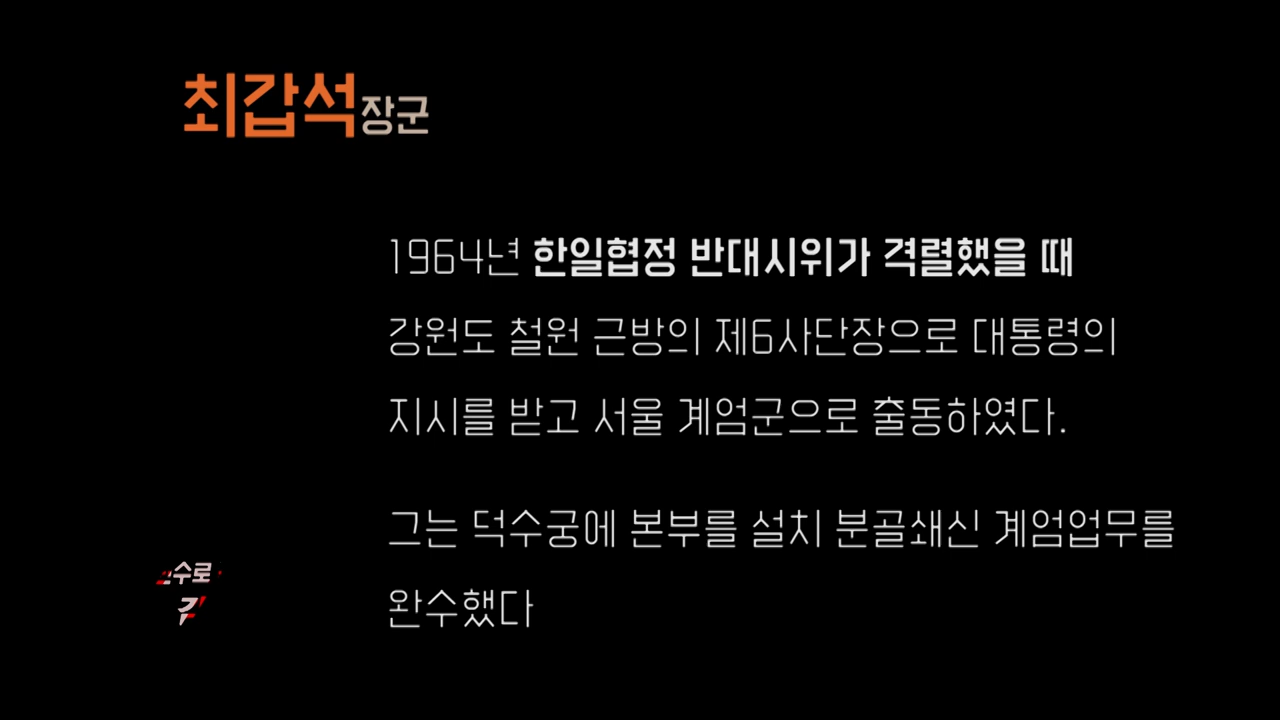 최갑석장군
1964년 한일협정 반대시위가 격렬했을 때
강원도 철원 근방의 제6사단장으로 대통령의
지시를 받고 서울 계엄군으로 출동하였다.
그는 덕수궁에 본부를 설치 분골쇄신 계엄업무를
완수했다
수로